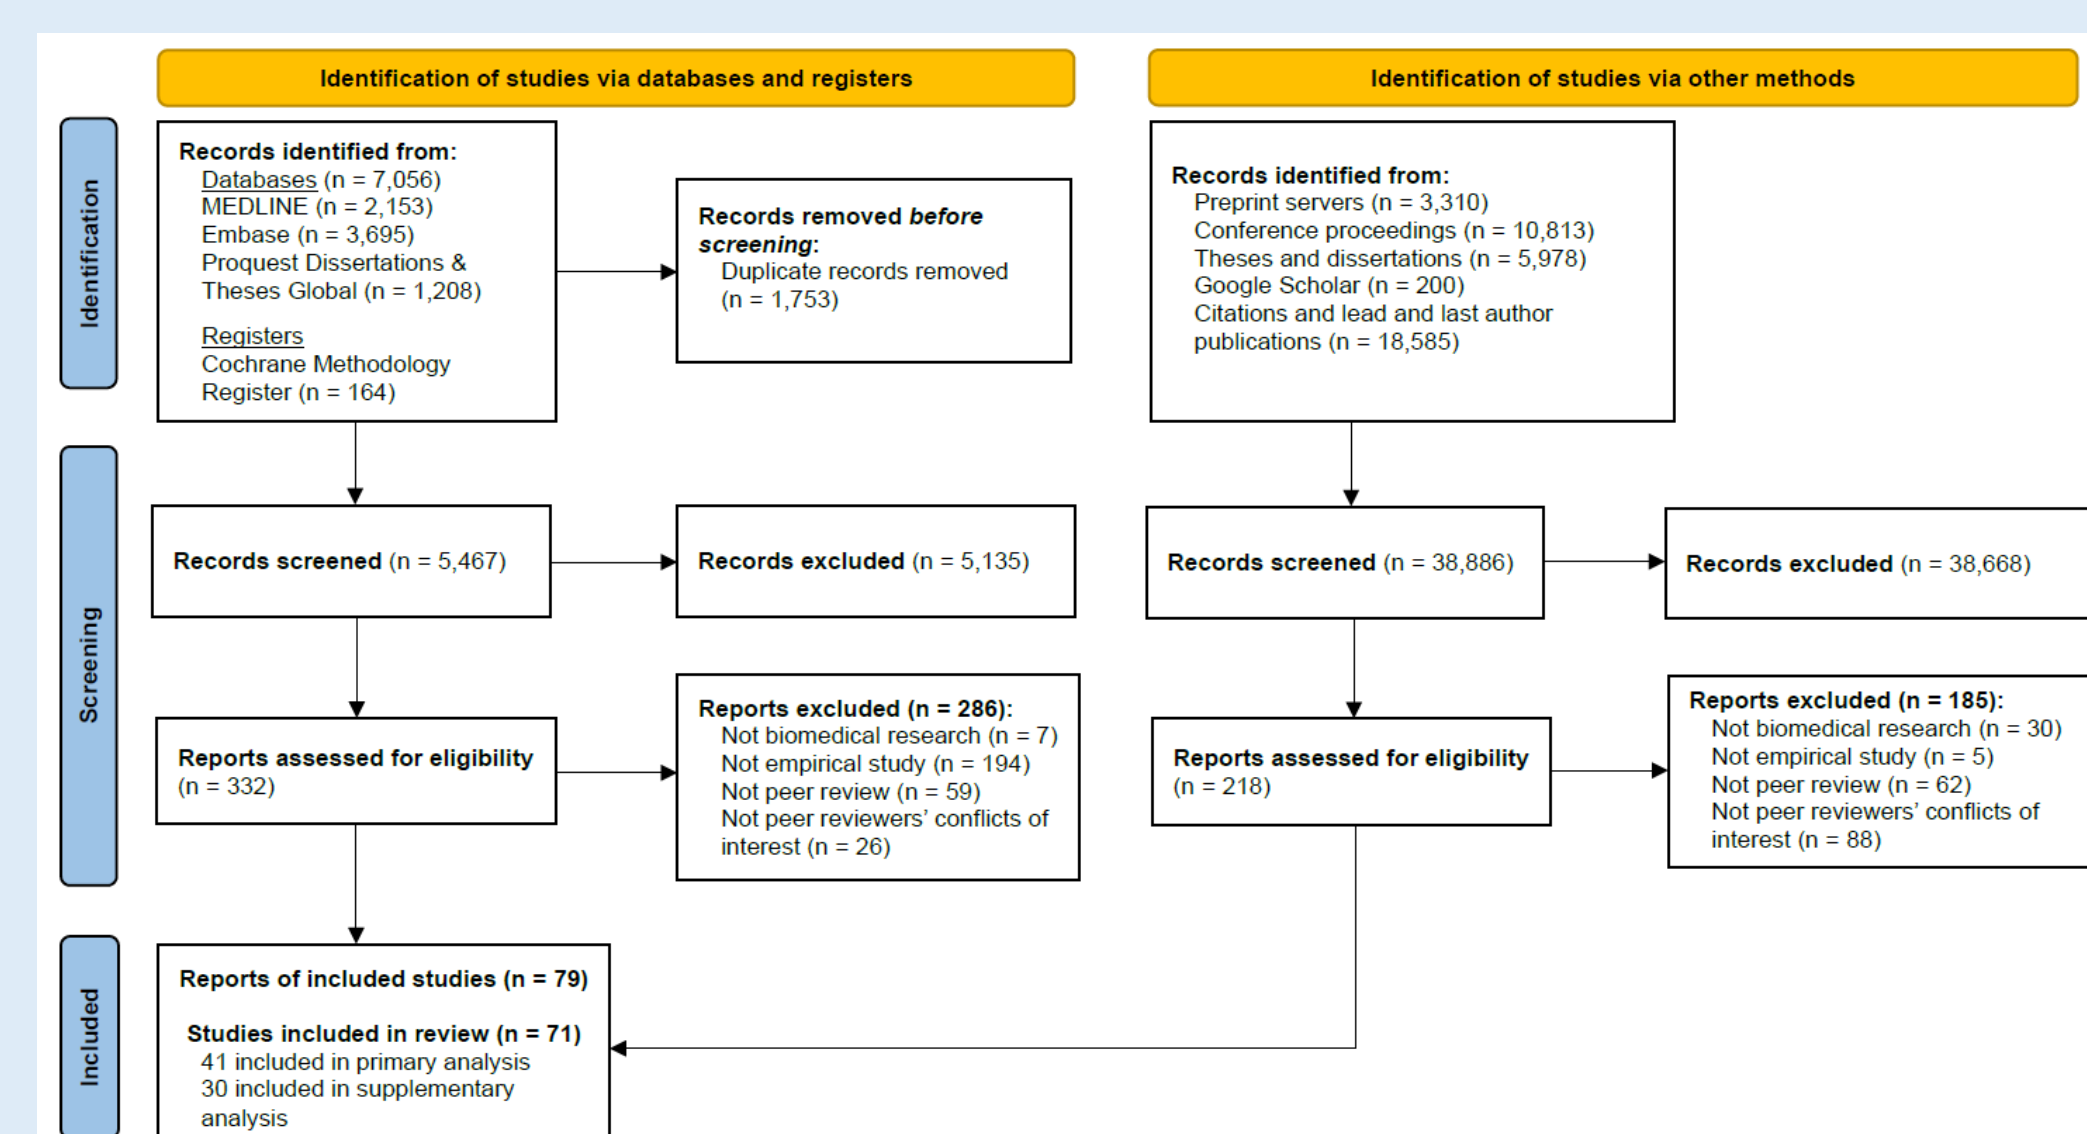 Identification of studies via databases and registers
Identification of studies via other methods
Identification
Records identified from:
Databases (n = 7,056)
MEDLINE (n = 2,153)
Embase (n = 3,695)
Proquest Dissertations &
Theses Global (n = 1,208)
Registers
Cochrane Methodology
Register (n = 164)
Records removed before
screening:
Duplicate records removed
(n = 1,753)
Records identified from:
Preprint servers (n = 3,310)
Conference proceedings (n = 10,813)
Theses and dissertations (n = 5,978)
Google Scholar (n = 200)
Citations and lead and last author
publications (n = 18,585)
Screening
Records screened (n = 5,467)
Records excluded (n = 5,135)
Records screened (n = 38,886)
Records excluded (n = 38,668)
Reports assessed for eligibility
(n = 332)
Reports excluded (n = 286):
Not biomedical research (n = 7)
Not empirical study (n = 194)
Not peer review (n = 59)
Not peer reviewers’ conflicts of
interest (n = 26)
Reports assessed for eligibility
(n = 218)
Reports excluded (n = 185):
Not biomedical research (n = 30)
Not empirical study (n = 5)
Not peer review (n = 62)
Not peer reviewers’ conflicts of
interest (n = 88)
Included
Reports of included studies (n = 79)
Studies included in review (n = 71)
41 included in primary analysis
30 included in supplementary
analysis